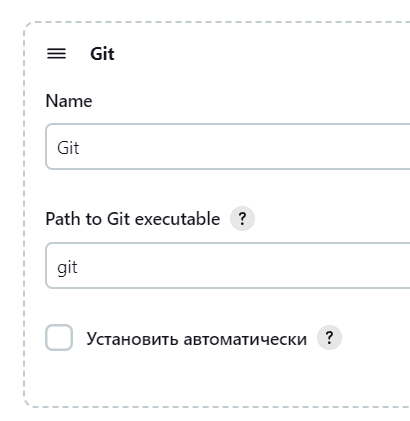 Git
Name
Git
Path to Git executable ?
git
Установить автоматически ?